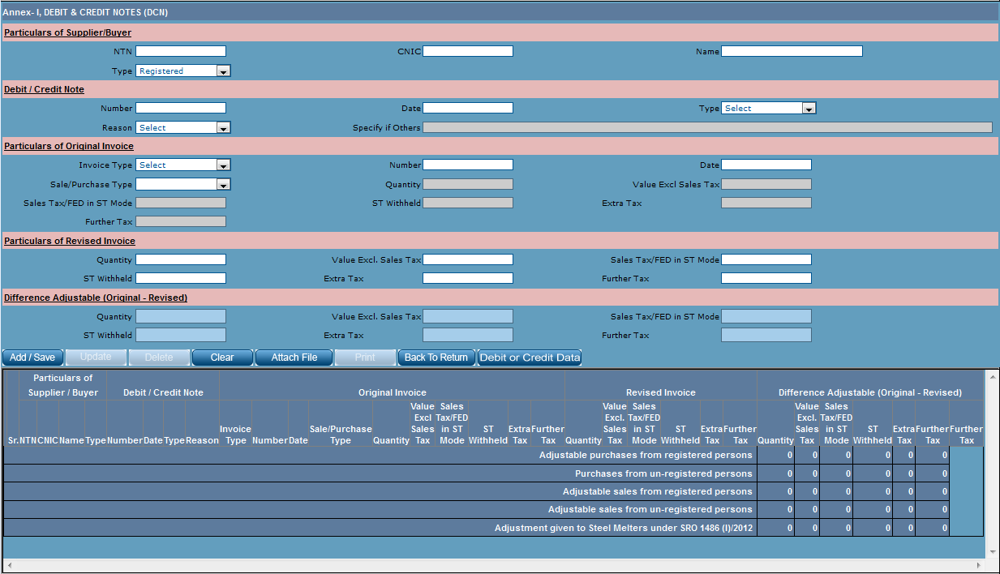 Annex- I, DEBIT & CREDIT NOTES (DCN)
Particulars of Supplier/Buyer
NTN CNIC Name
Type Registered
Debit / Credit Note
Number Date Type Select
Reason Select Specify if Others
Particulars of Original Invoice
Invoice Type Select Number Date
Sale/Purchase Type Quantity Value Excl Sales Tax
Sales Tax/FED in ST Mode ST Withheld Extra Tax
Further Tax
Particulars of Revised Invoice
Quantity Value Excl. Sales Tax Sales Tax/FED in ST Mode
ST Withheld Extra Tax Further Tax
Difference Adjustable (Original - Revised)
Quantity Value Excl. Sales Tax Sales Tax/FED in ST Mode
ST Withheld Extra Tax Further Tax
Add / Save Update Delete Clear Attach File Print Back To Return Debit or Credit Data
Particulars of
Supplier / Buyer Debit / Credit Note Original Invoice Revised Invoice Difference Adjustable (Original - Revised)
Value Sales Value Sales Value Sales
Excl Tax/FED Excl. Tax/FED Excl. Tax/FED
Invoice Sale/Purchase Sales in ST ST Extra Further Sales in ST ST Extra Further Sales in ST ST Extra Further Further
Sr. NTN CNIC Name Type Number Date Type Reason Type Number Date Type Quantity Tax Mode Withheld Tax Tax Quantity Tax Mode Withheld Tax Tax Quantity Tax Mode Withheld Tax Tax Tax
Adjustable purchases from registered persons 0 0 0 0 0 0
Purchases from un-registered persons 0 0 0 0 0 0
Adjustable sales from registered persons 0 0 0 0 0 0
Adjustable sales from un-registered persons 0 0 0 0 0 0
Adjustment given to Steel Melters under SRO 1486 (I)/2012 0 0 0 0 0 0